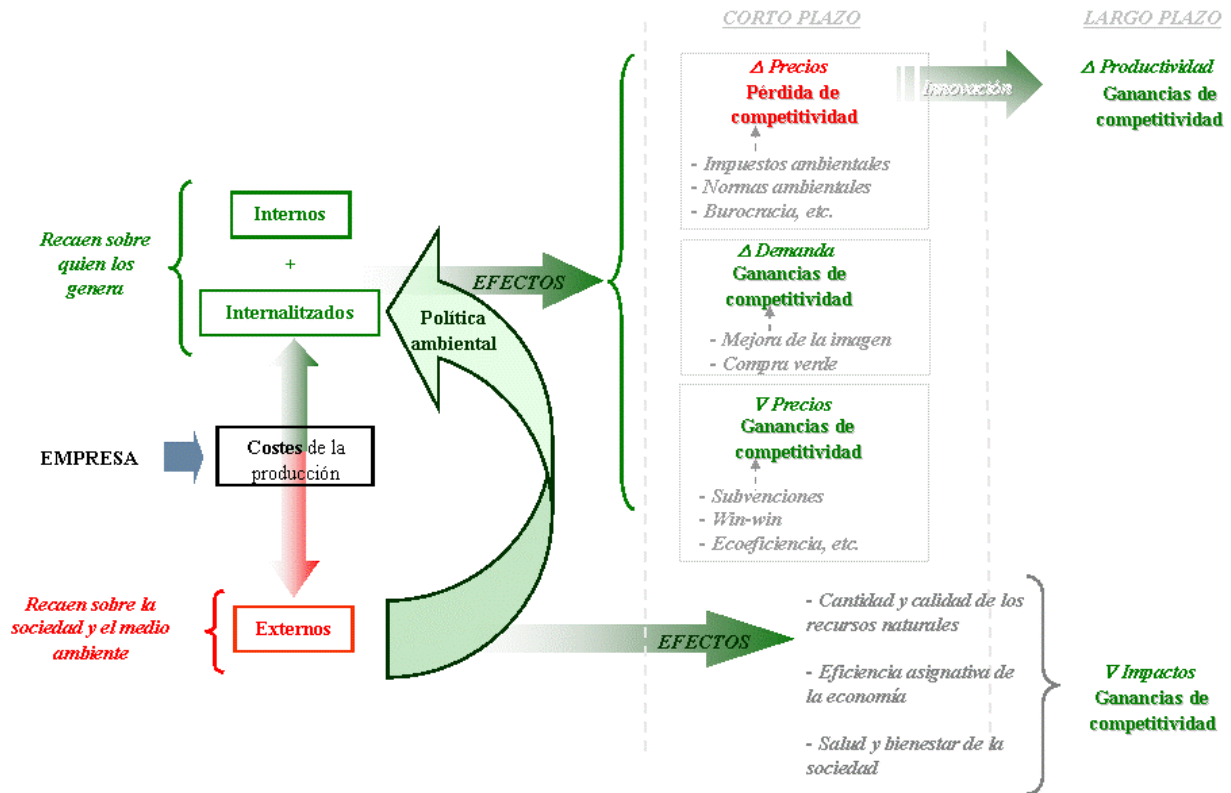 CORTO PLAZO
LARGO PLAZO
Δ Precios
Pérdida de
competitividad
- Impuestos ambientales
- Normas ambientales
- Burocracia, etc.
Innovación
Δ Productividad
Ganancias de
competitividad
Recaen sobre
quien los
genera
Internos
+
Internalitzados
Política
ambiental
EFECTOS
Δ Demanda
Ganancias de
competitividad
- Mejora de la imagen
- Compra verde
∇ Precios
Ganancias de
competitividad
- Subvenciones
- Win-win
- Ecoeficiencia, etc.
EMPRESA
Costes de la
producción
Recaen sobre la
sociedad y el medio
ambiente
Externos
EFECTOS
- Cantidad y calidad de los
recursos naturales
- Eficiencia asignativa de
la economía
- Salud y bienestar de la
sociedad
∇ Impactos
Ganancias de
competitividad